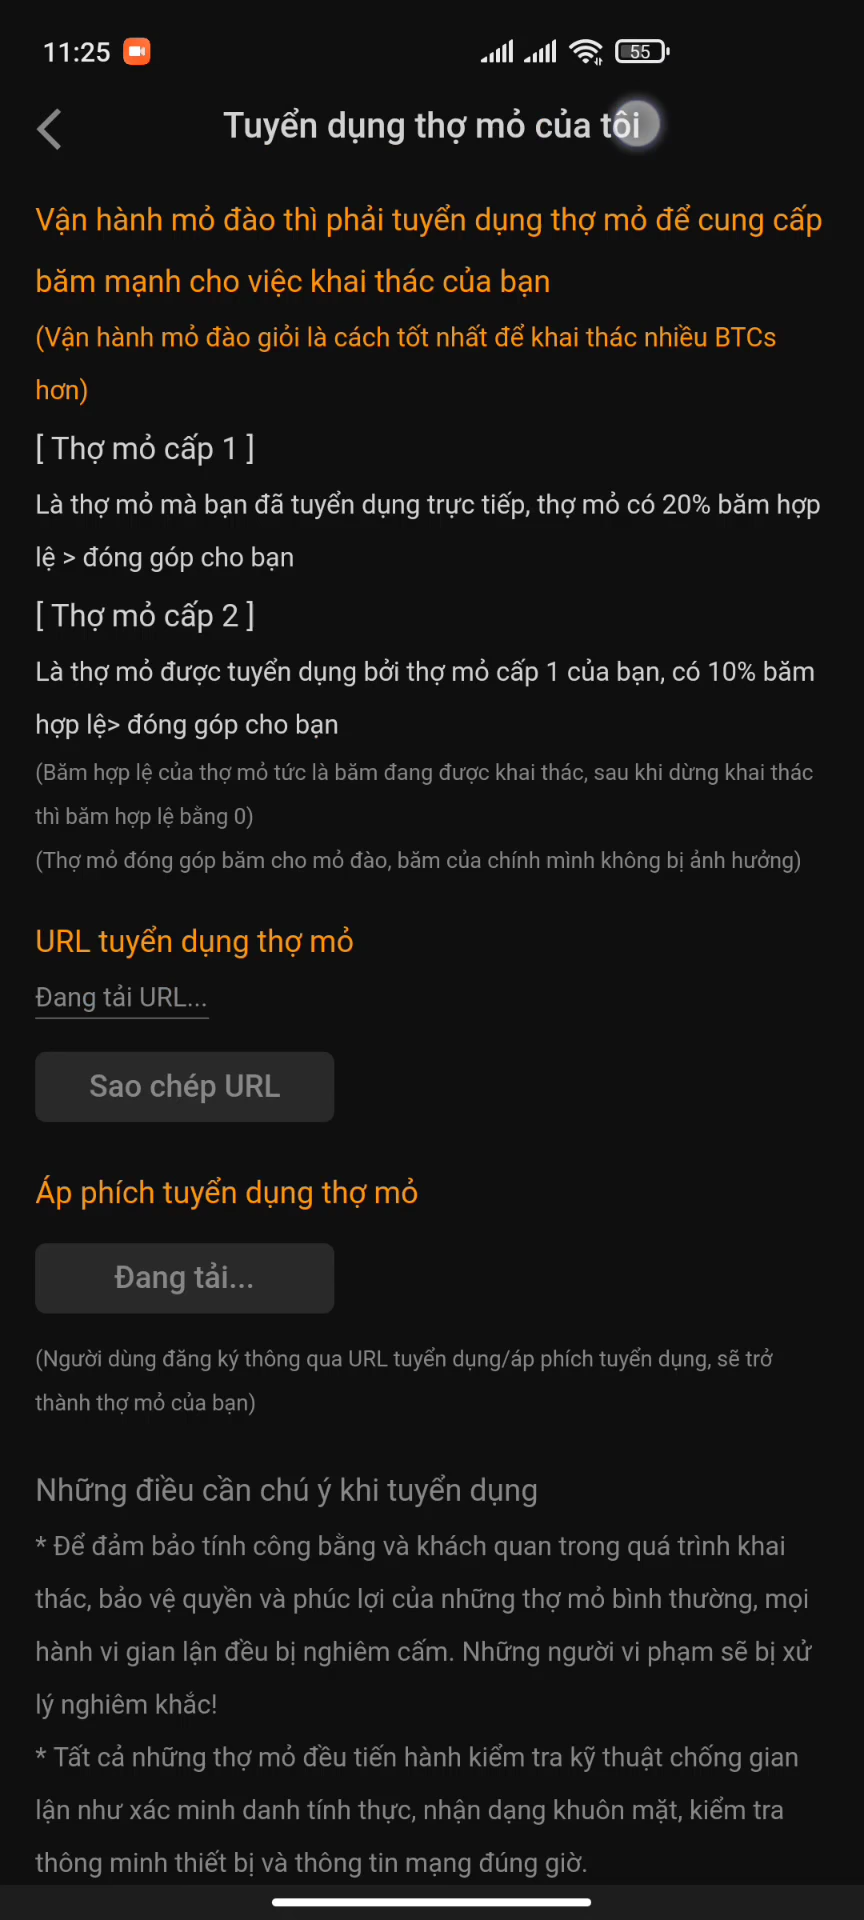 11:25
55
Tuyển dụng thợ mỏ của tôi
Vận hành mỏ đào thì phải tuyển dụng thợ mỏ để cung cấp
băm mạnh cho việc khai thác của bạn
(Vận hành mỏ đào giỏi là cách tốt nhất để khai thác nhiều BTCs
hơn)
[ Thợ mỏ cấp 1 ]
Là thợ mỏ mà bạn đã tuyển dụng trực tiếp, thợ mỏ có 20% băm hợp
lệ > đóng góp cho bạn
[ Thợ mỏ cấp 2 ]
Là thợ mỏ được tuyển dụng bởi thợ mỏ cấp 1 của bạn, có 10% băm
hợp lệ> đóng góp cho bạn
(Băm hợp lệ của thợ mỏ tức là băm đang được khai thác, sau khi dừng khai thác
thì băm hợp lệ bằng 0)
(Thợ mỏ đóng góp băm cho mỏ đào, băm của chính mình không bị ảnh hưởng)
URL tuyển dụng thợ mỏ
Đang tải URL...
Sao chép URL
Áp phích tuyển dụng thợ mỏ
Đang tải...
(Người dùng đăng ký thông qua URL tuyển dụng/áp phích tuyển dụng, sẽ trở
thành thợ mỏ của bạn)
Những điều cần chú ý khi tuyển dụng
* Để đảm bảo tính công bằng và khách quan trong quá trình khai
thác, bảo vệ quyền và phúc lợi của những thợ mỏ bình thường, mọi
hành vi gian lận đều bị nghiêm cấm. Những người vi phạm sẽ bị xử
lý nghiêm khắc!
* Tất cả những thợ mỏ đều tiến hành kiểm tra kỹ thuật chống gian
lận như xác minh danh tính thực, nhận dạng khuôn mặt, kiểm tra
thông minh thiết bị và thông tin mạng đúng giờ.